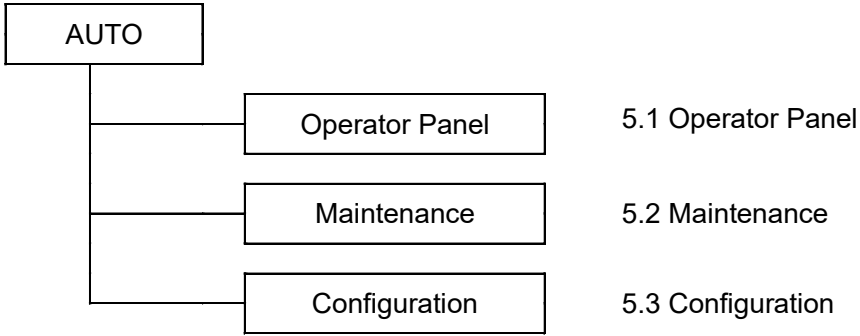 AUTO
Operator Panel 5.1 Operator Panel
Maintenance 5.2 Maintenance
Configuration 5.3 Configuration